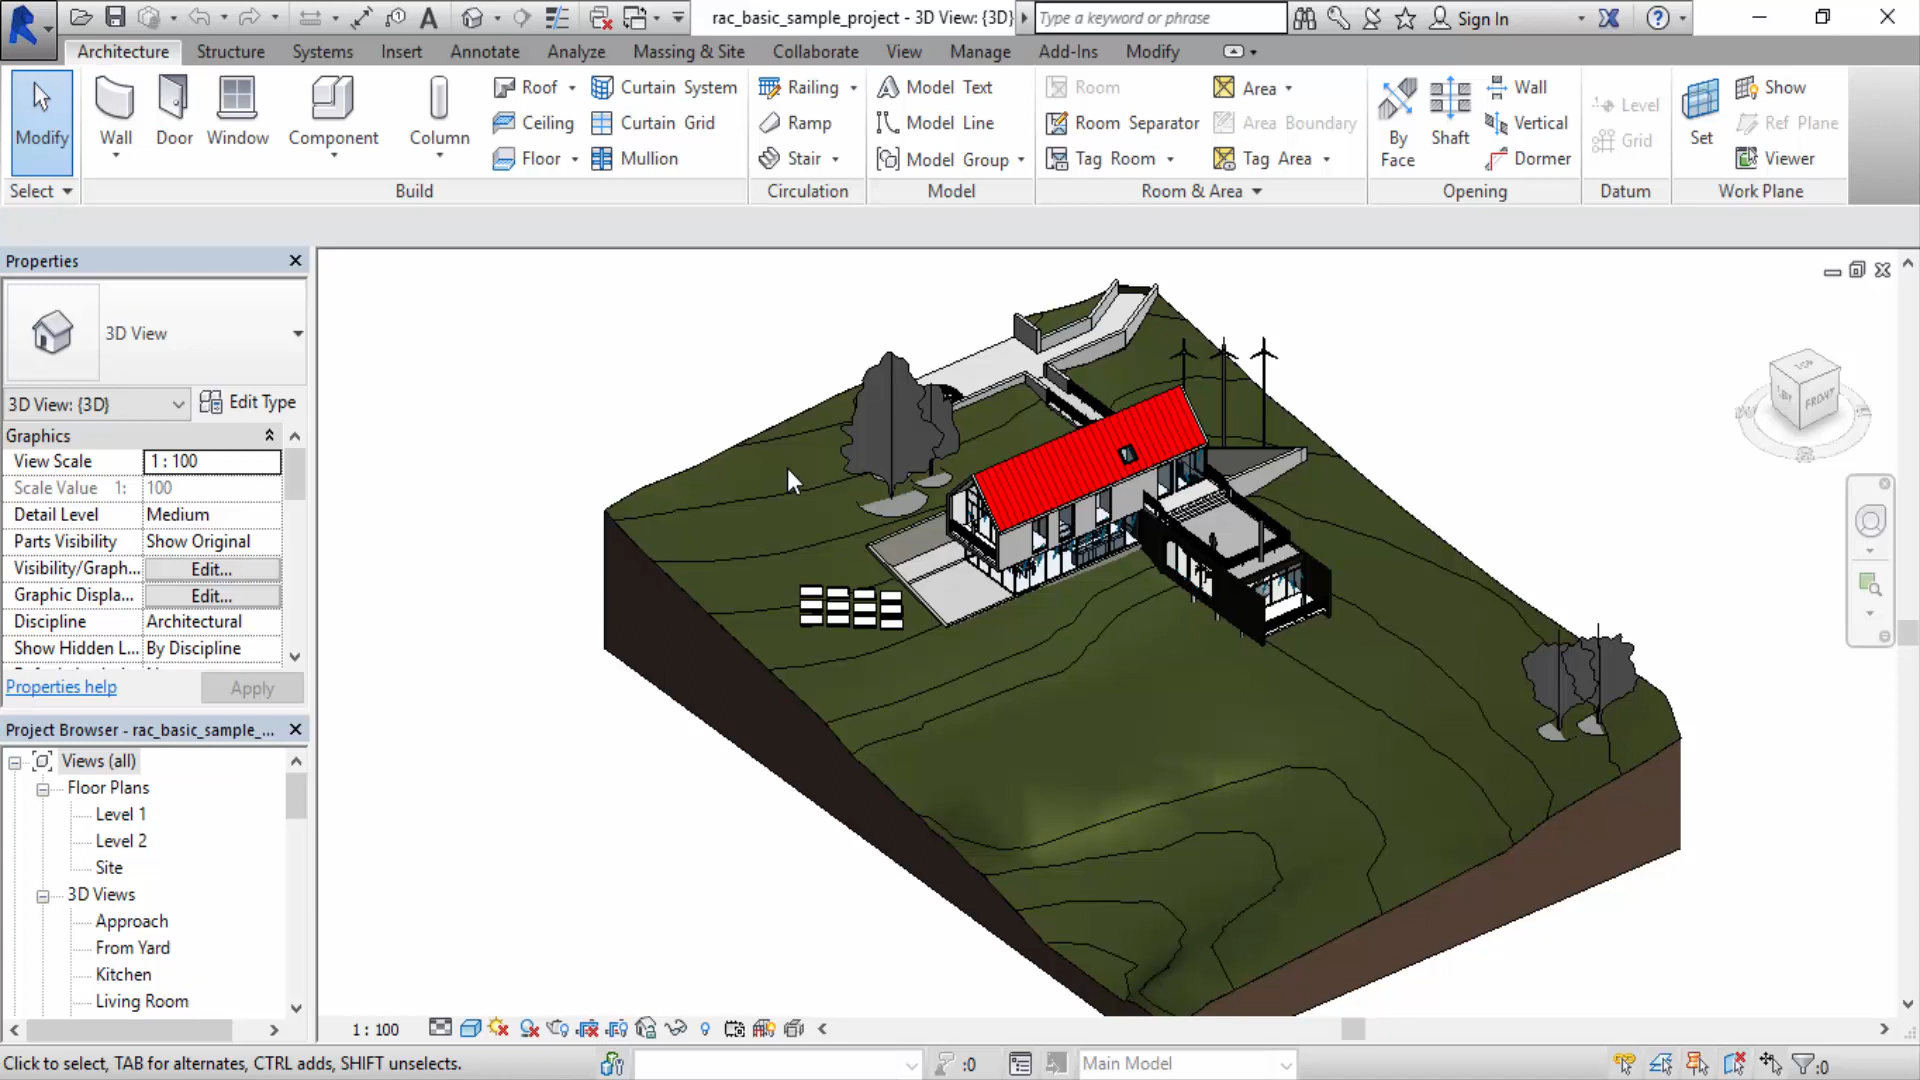 rac_basic_sample_project - 3D View: {3D}
Type a keyword or phrase
Sign In
Architecture Structure Systems Insert Annotate Analyze Massing & Site Collaborate View Manage Add-Ins Modify
Modify
Wall
Door
Window
Component
Column
Roof
Ceiling
Floor
Curtain System
Curtain Grid
Mullion
Railing
Ramp
Stair
Model Text
Model Line
Model Group
Room
Room Separator
Tag Room
Area
Area Boundary
Tag Area
By Face
Shaft
Wall
Vertical
Dormer
Level
Grid
Set
Show
Ref Plane
Viewer
Select Build Circulation Model Room & Area Opening Datum Work Plane
Properties
3D View
3D View: {3D} Edit Type
Graphics
View Scale 1 : 100
Scale Value 1: 100
Detail Level Medium
Parts Visibility Show Original
Visibility/Graph... Edit...
Graphic Displa... Edit...
Discipline Architectural
Show Hidden L... By Discipline
Properties help Apply
Project Browser - rac_basic_sample_...
Views (all)
Floor Plans
Level 1
Level 2
Site
3D Views
Approach
From Yard
Kitchen
Living Room
TOP
FRONT
1 : 100
Click to select, TAB for alternates, CTRL adds, SHIFT unselects.
:0
Main Model
:0